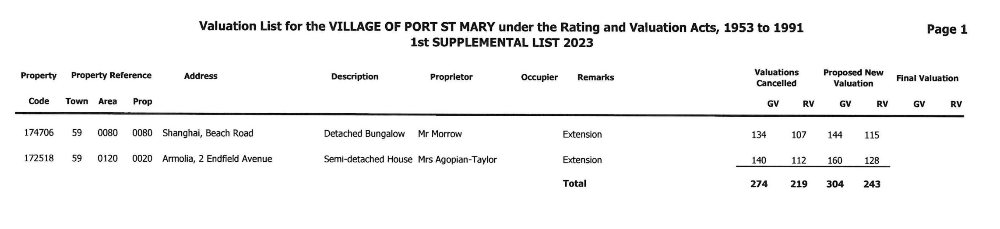 Valuation List for the VILLAGE OF PORT ST MARY under the Rating and Valuation Acts, 1953 to 1991 Page 1
1st SUPPLEMENTAL LIST 2023
Property Property Reference Address Description Proprietor Occupier Remarks Valuations Cancelled Proposed New Valuation Final Valuation
Code Town Area Prop GV RV GV RV GV RV
174706 59 0080 0080 Shanghai, Beach Road Detached Bungalow Mr Morrow Extension 134 107 144 115
172518 59 0120 0020 Armolia, 2 Endfield Avenue Semi-detached House Mrs Agopian-Taylor Extension 140 112 160 128
Total 274 219 304 243